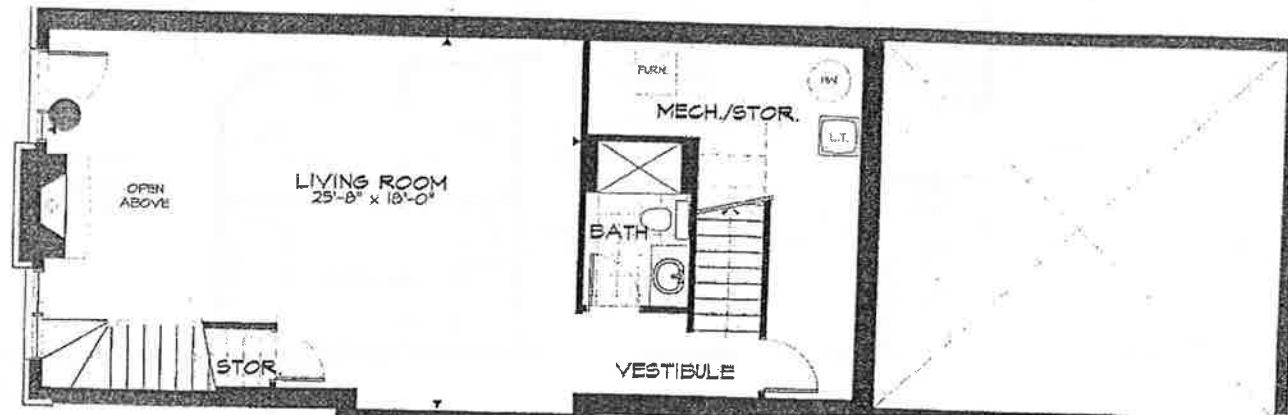 FURN.
HW
MECH./STOR.
L.T.
LIVING ROOM
25'-8" x 18'-0"
OPEN
ABOVE
BATH
STOR.
VESTIBULE